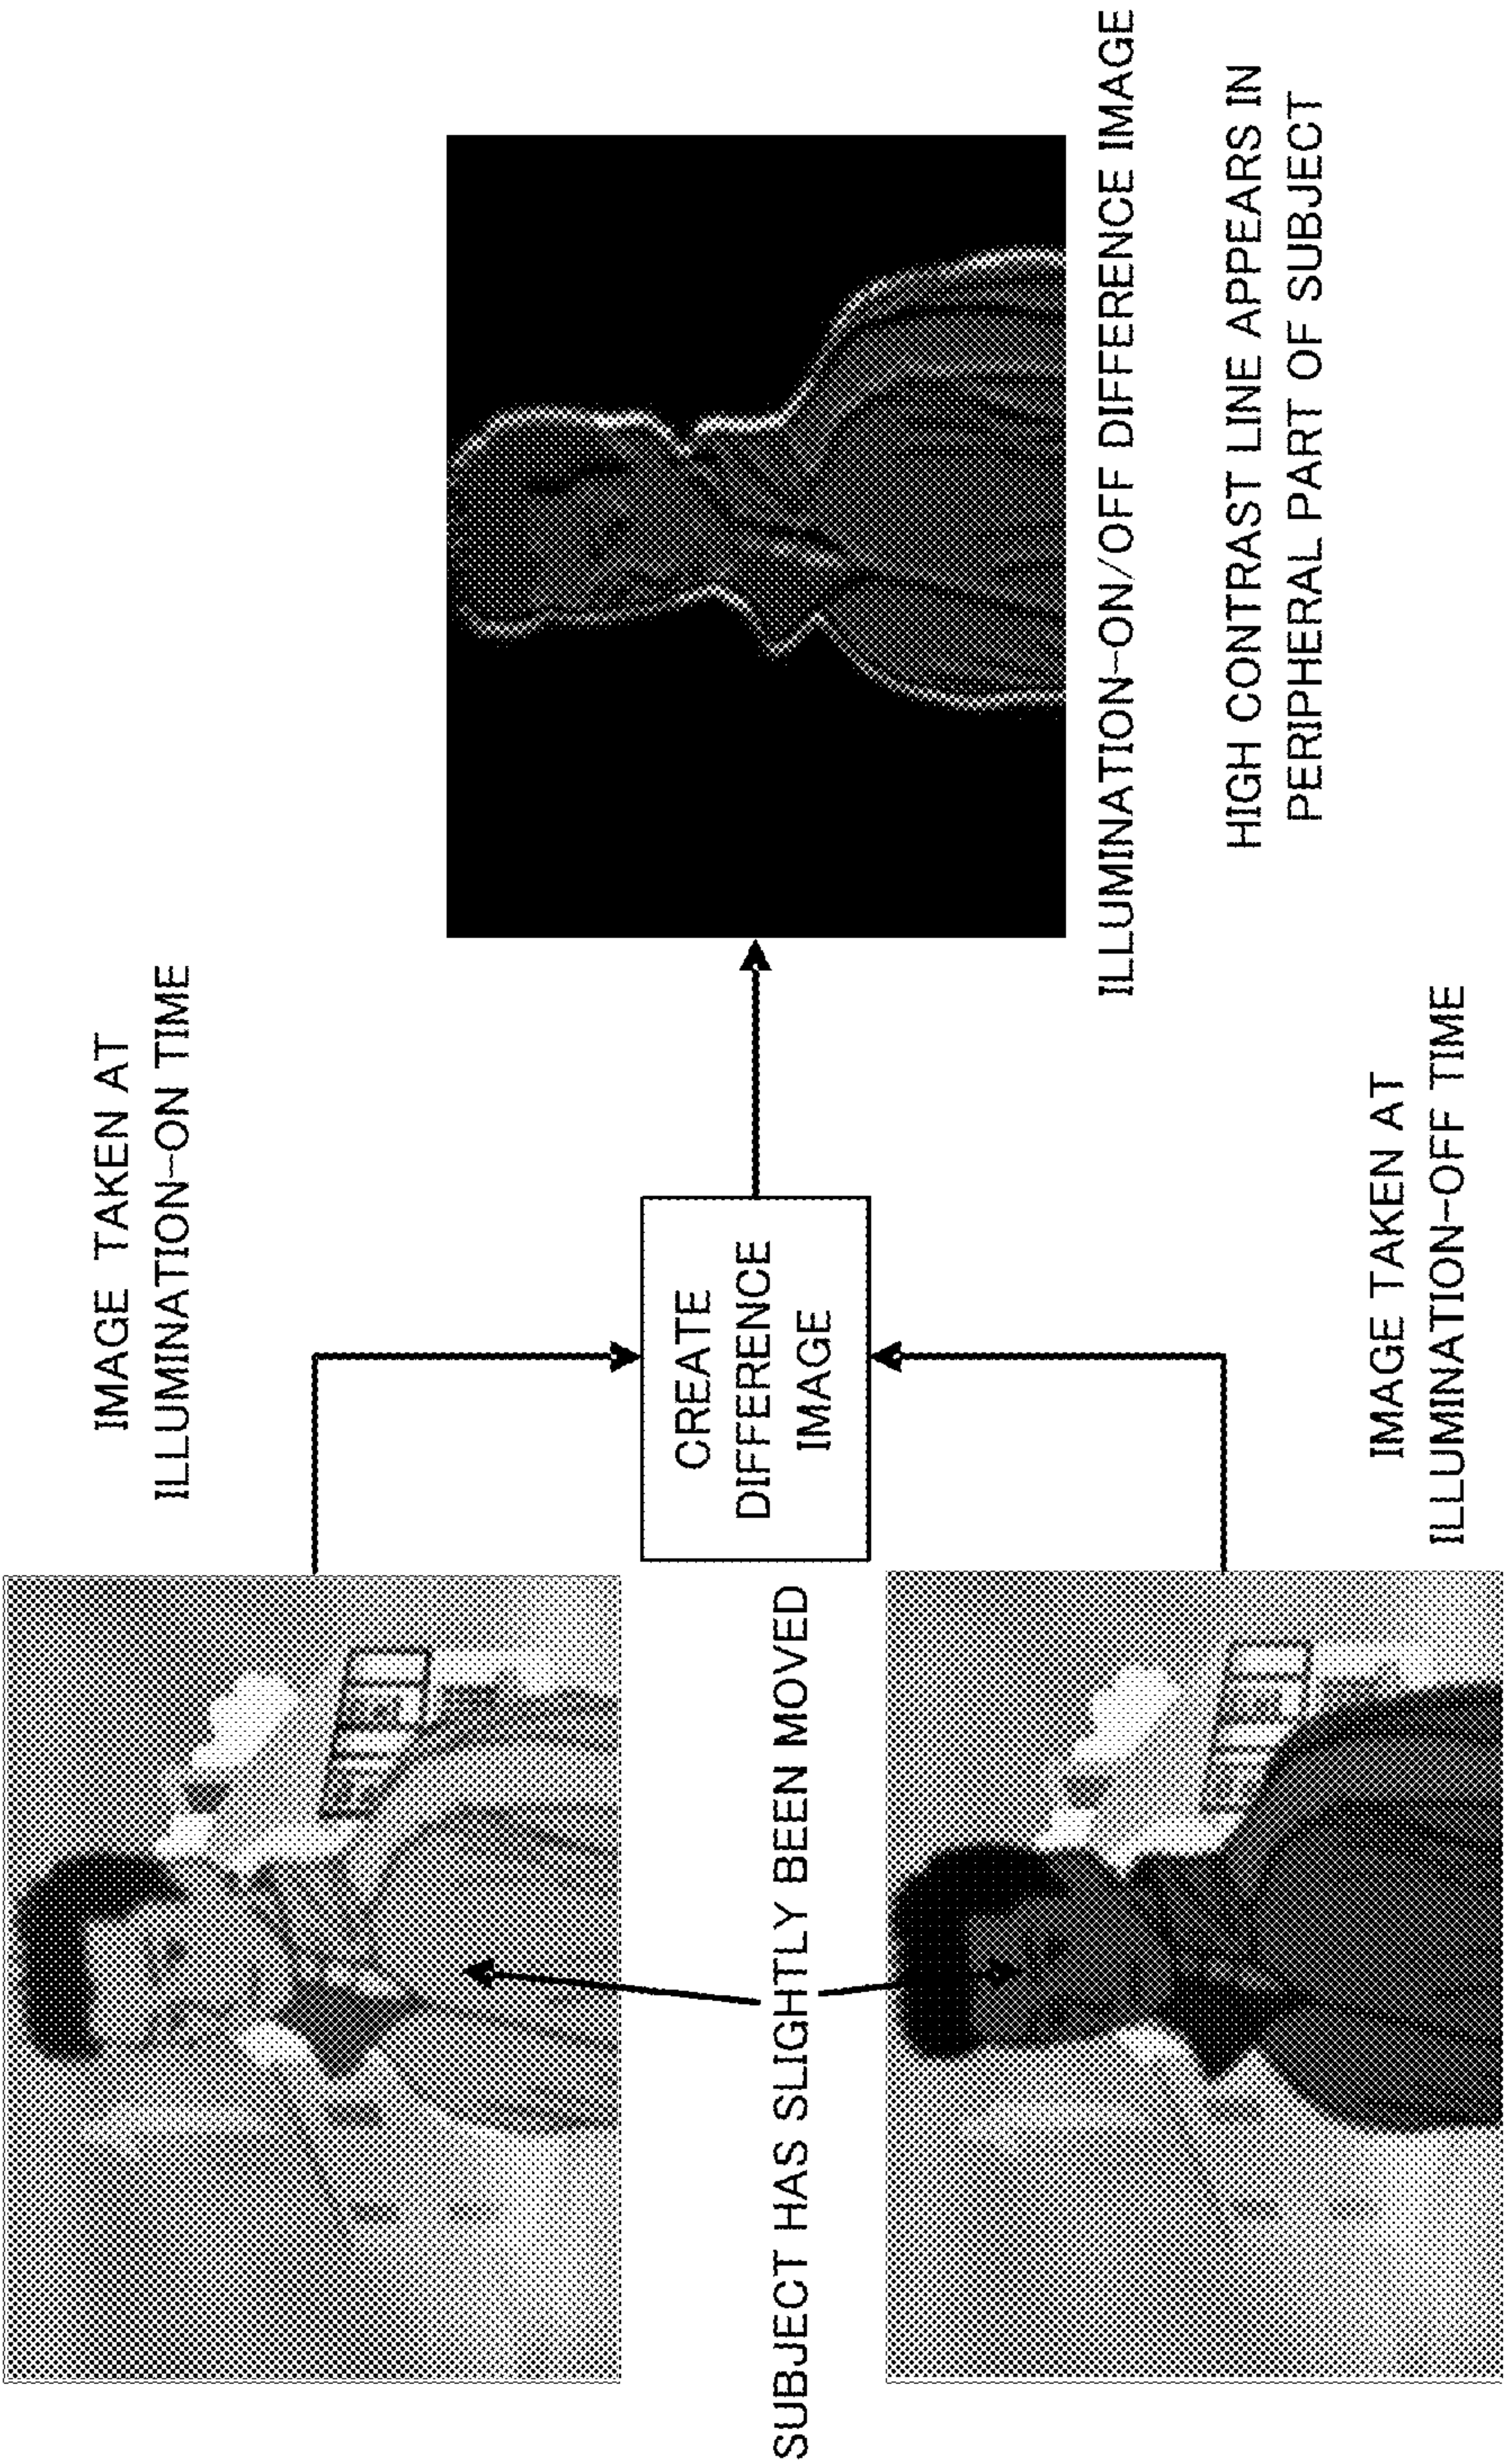 IMAGE TAKEN AT
ILLUMINATION-ON TIME
SUBJECT HAS SLIGHTLY BEEN MOVED
CREATE
DIFFERENCE
IMAGE
ILLUMINATION-ON/OFF DIFFERENCE IMAGE
HIGH CONTRAST LINE APPEARS IN
PERIPHERAL PART OF SUBJECT
IMAGE TAKEN AT
ILLUMINATION-OFF TIME